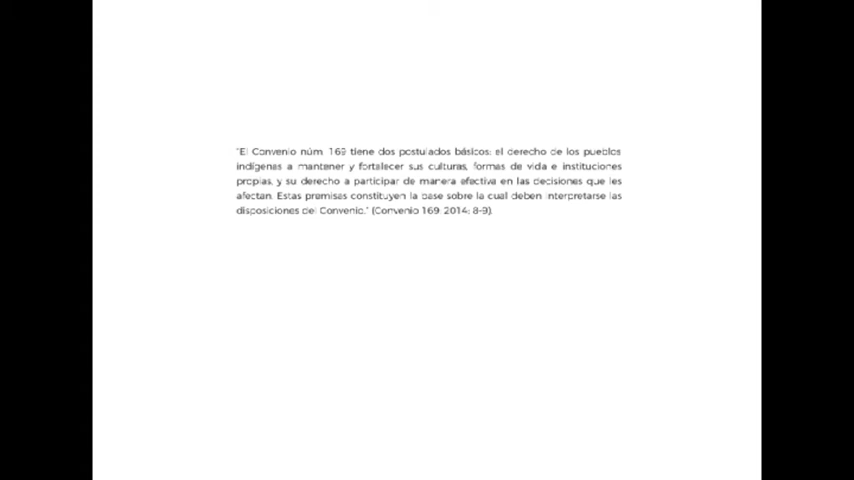 "El Convenio núm. 169 tiene dos postulados básicos: el derecho de los pueblos
indígenas a mantener y fortalecer sus culturas, formas de vida e instituciones
propias, y su derecho a participar de manera efectiva en las decisiones que les
afectan. Estas premisas constituyen la base sobre la cual deben interpretarse las
disposiciones del Convenio." (Convenio 169, 2014: 8-9).